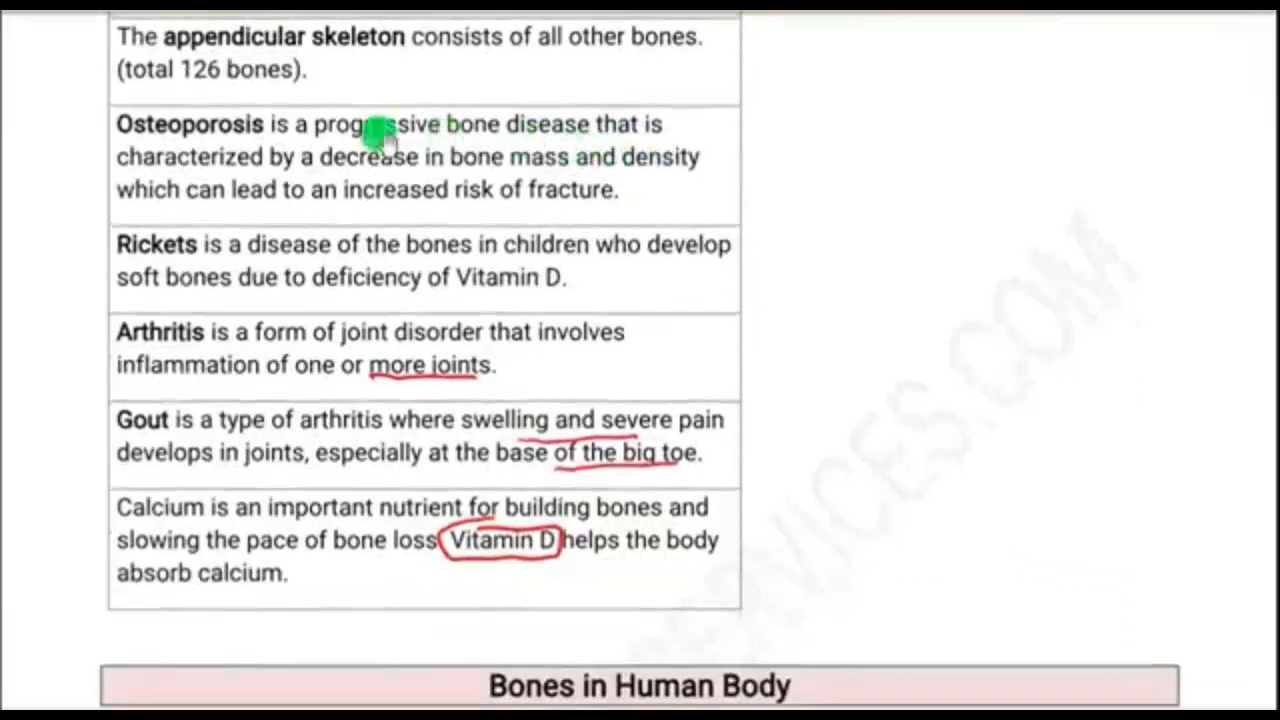 The appendicular skeleton consists of all other bones.
(total 126 bones).
Osteoporosis is a progressive bone disease that is
characterized by a decrease in bone mass and density
which can lead to an increased risk of fracture.
Rickets is a disease of the bones in children who develop
soft bones due to deficiency of Vitamin D.
Arthritis is a form of joint disorder that involves
inflammation of one or more joints.
Gout is a type of arthritis where swelling and severe pain
develops in joints, especially at the base of the big toe.
Calcium is an important nutrient for building bones and
slowing the pace of bone loss Vitamin D helps the body
absorb calcium.
Bones in Human Body